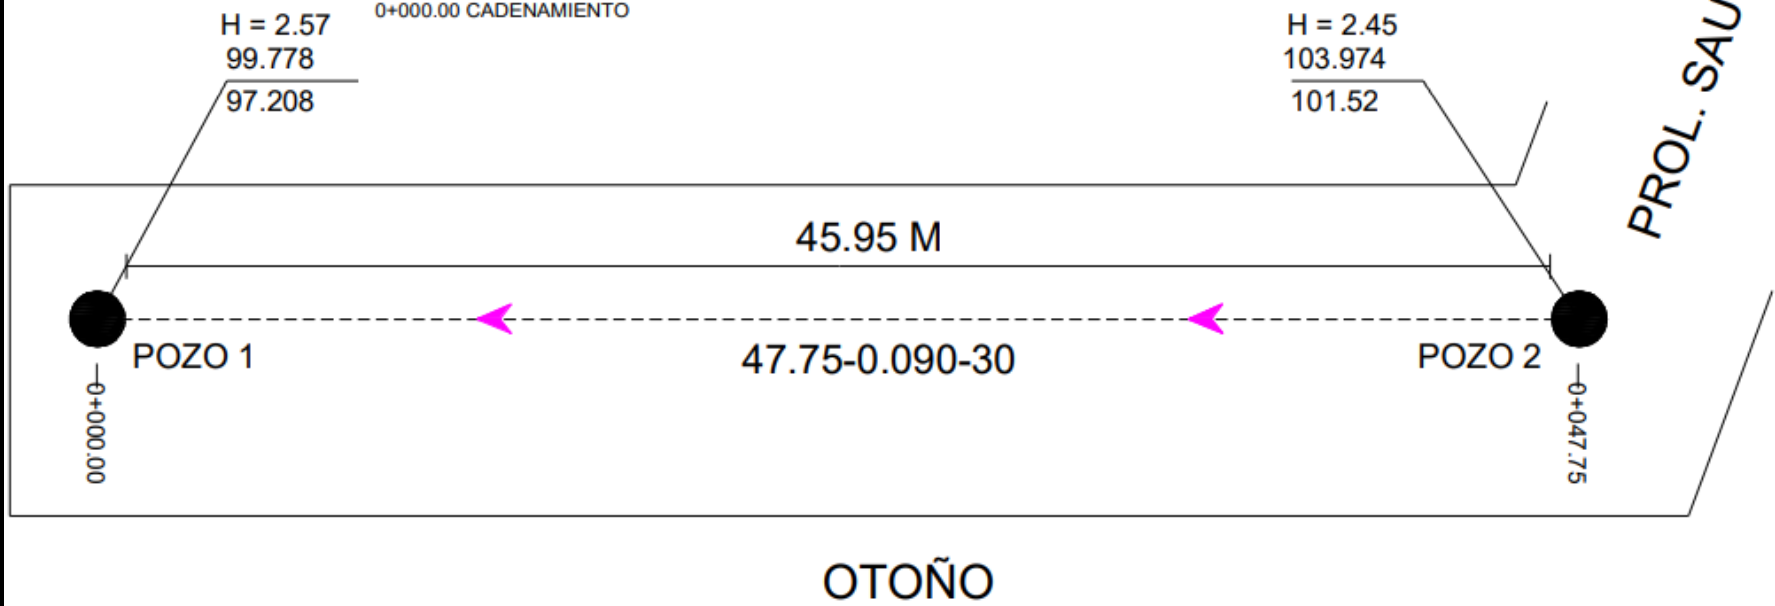 0+000.00 CADENAMIENTO
H = 2.57
99.778
97.208
H = 2.45
103.974
101.52
PROL. SAU
45.95 M
POZO 1
47.75-0.090-30
POZO 2
0+000.00
0+047.75
OTOÑO